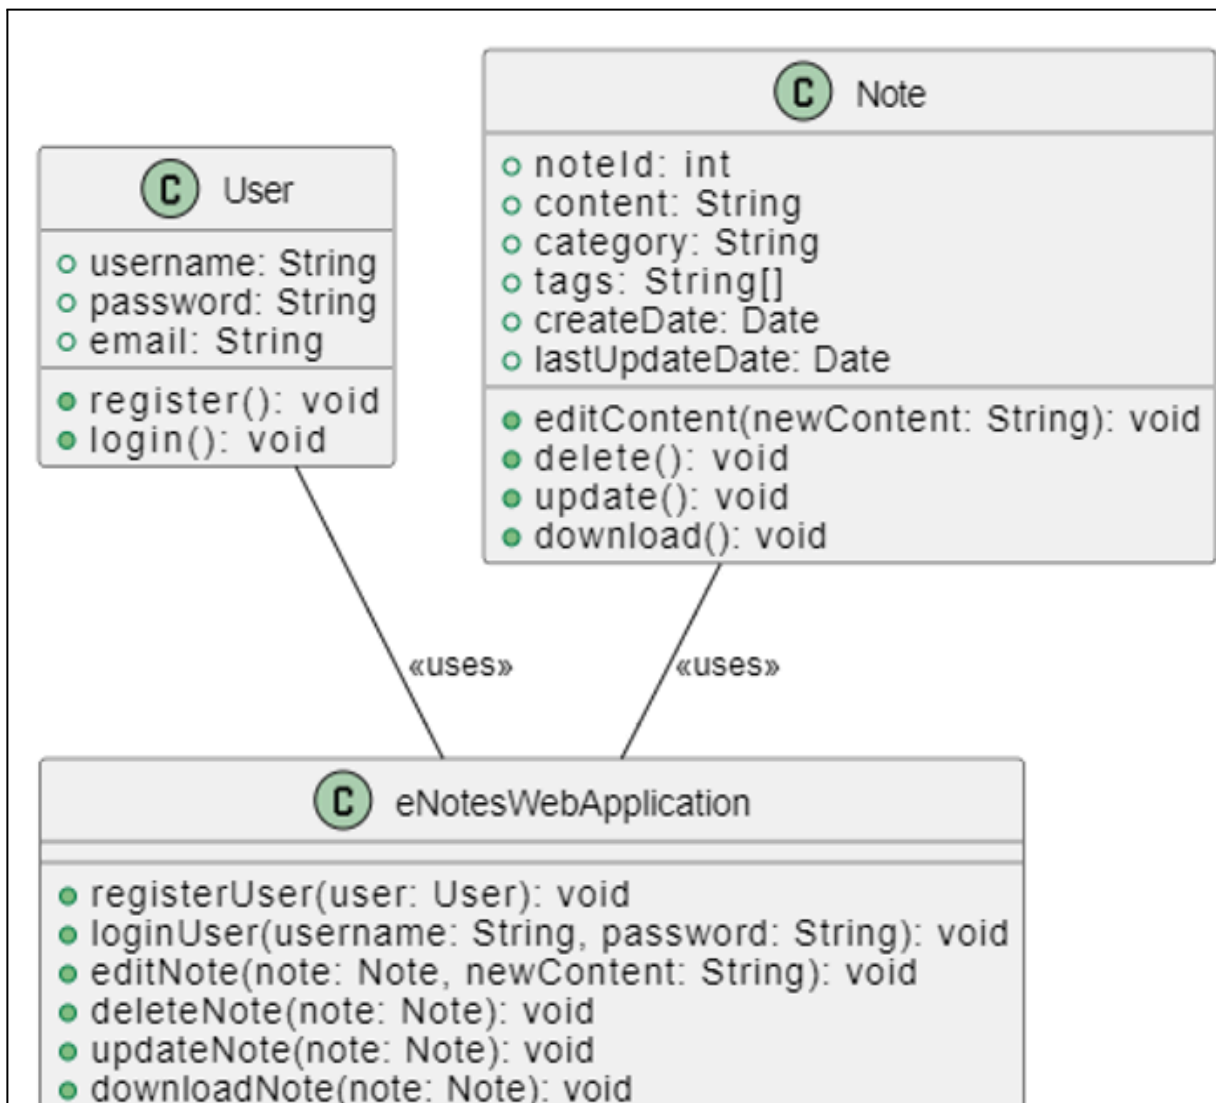 C User
username: String
password: String
email: String
register(): void
login(): void
C Note
noteId: int
content: String
category: String
tags: String[]
createDate: Date
lastUpdateDate: Date
editContent(newContent: String): void
delete(): void
update(): void
download(): void
«uses»
«uses»
C eNotesWebApplication
registerUser(user: User): void
loginUser(username: String, password: String): void
editNote(note: Note, newContent: String): void
deleteNote(note: Note): void
updateNote(note: Note): void
downloadNote(note: Note): void